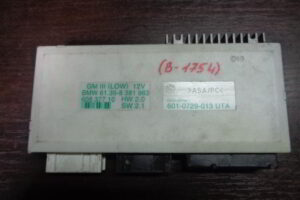 (B-1754)
GM III (LOW) 12V
BMW 61.35-8 381 963
HW 2.0
SW 2.1
601-0729-013 UTA